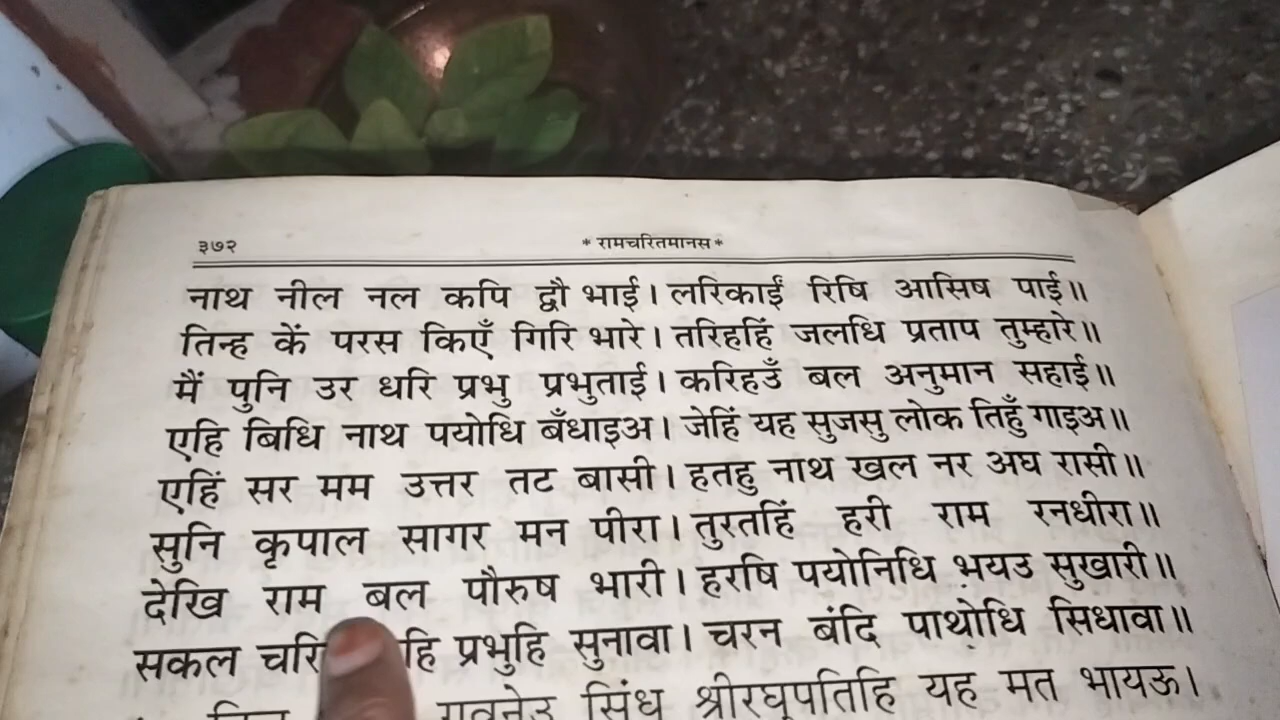 ३७२ * रामचरितमानस *
नाथ नील नल कपि द्वौ भाई। लरिकाईं रिषि आसिष पाई॥
तिन्ह कें परस किएँ गिरि भारे। तरिहहिं जलधि प्रताप तुम्हारे॥
मैं पुनि उर धरि प्रभु प्रभुताई। करिहउँ बल अनुमान सहाई॥
एहि बिधि नाथ पयोधि बँधाइअ। जेहिं यह सुजसु लोक तिहुँ गाइअ॥
एहिं सर मम उत्तर तट बासी। हतहु नाथ खल नर अघ रासी॥
सुनि कृपाल सागर मन पीरा। तुरतहिं हरी राम रनधीरा॥
देखि राम बल पौरुष भारी। हरषि पयोनिधि भयउ सुखारी॥
सकल प्रभुहि सुनावा। चरन बंदि पाथोधि सिधावा॥
सिंधु श्रीरघुपतिहि यह मत भायऊ।